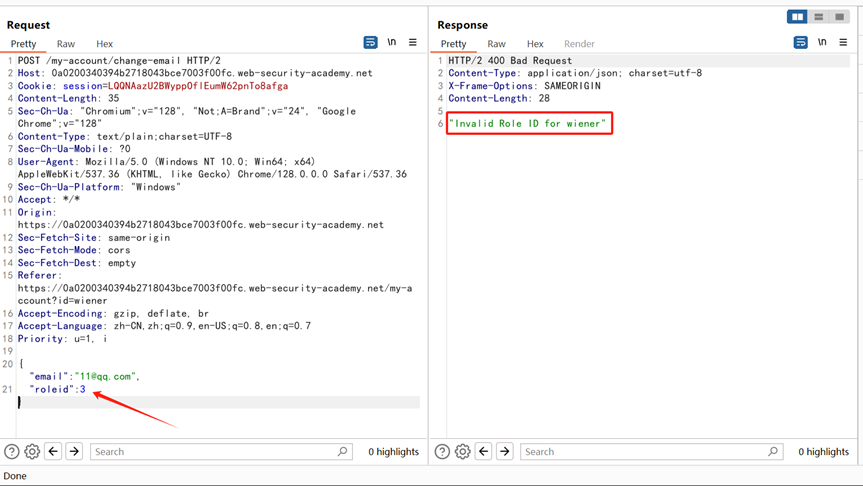 Request
Pretty Raw Hex
\n
1 POST /my-account/change-email HTTP/2
2 Host: 0a0200340394b2718043bce7003f00fc.web-security-academy.net
3 Cookie: session=LQQNAazU2BWyppOflEumW62pnTo8afga
4 Content-Length: 35
5 Sec-Ch-Ua: "Chromium";v="128", "Not;A=Brand";v="24", "Google
Chrome";v="128"
6 Content-Type: text/plain;charset=UTF-8
7 Sec-Ch-Ua-Mobile: ?0
8 User-Agent: Mozilla/5.0 (Windows NT 10.0; Win64; x64)
AppleWebKit/537.36 (KHTML, like Gecko) Chrome/128.0.0.0 Safari/537.36
9 Sec-Ch-Ua-Platform: "Windows"
10 Accept: */*
11 Origin:
https://0a0200340394b2718043bce7003f00fc.web-security-academy.net
12 Sec-Fetch-Site: same-origin
13 Sec-Fetch-Mode: cors
14 Sec-Fetch-Dest: empty
15 Referer:
https://0a0200340394b2718043bce7003f00fc.web-security-academy.net/my-a
ccount?id=wiener
16 Accept-Encoding: gzip, deflate, br
17 Accept-Language: zh-CN,zh;q=0.9,en-US;q=0.8,en;q=0.7
18 Priority: u=1, i
19
20 {
"email":"11@qq.com",
21 "roleid":3
}
Search
0 highlights
Response
Pretty Raw Hex Render
\n
1 HTTP/2 400 Bad Request
2 Content-Type: application/json; charset=utf-8
3 X-Frame-Options: SAMEORIGIN
4 Content-Length: 28
5
6 "Invalid Role ID for wiener"
Search
0 highlights
Done